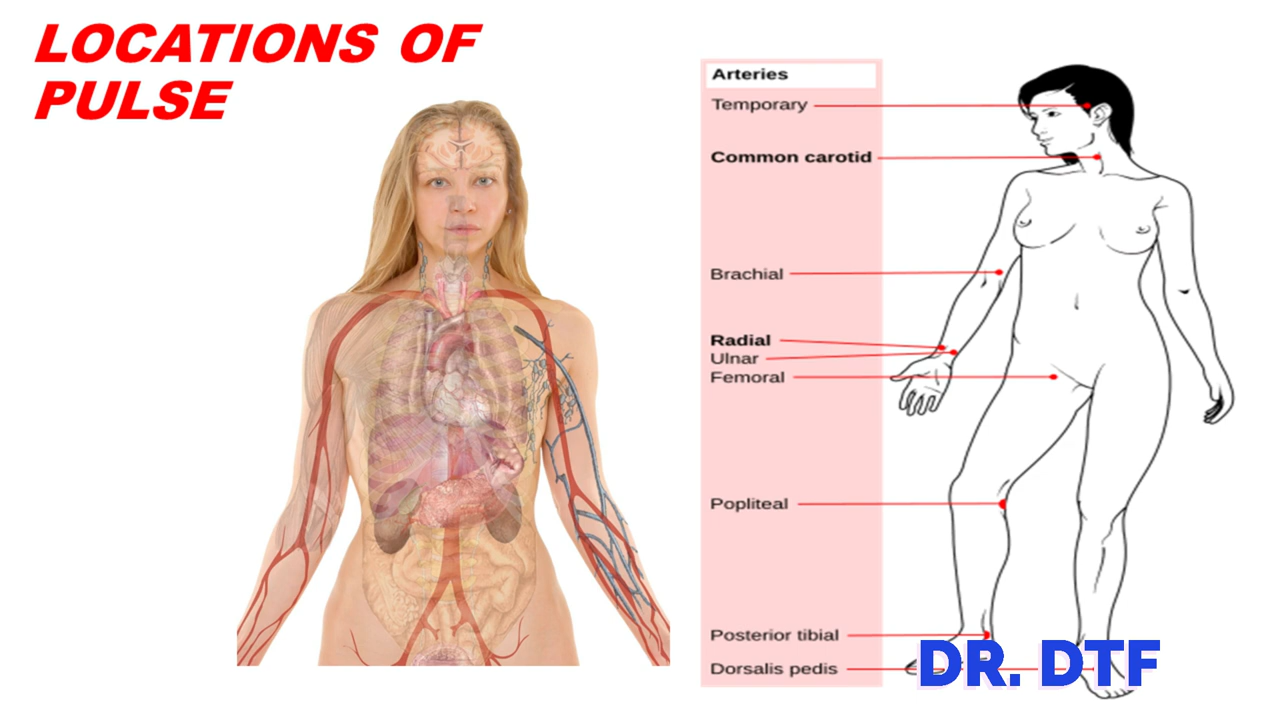 LOCATIONS OF
PULSE
Arteries
Temporary
Common carotid
Brachial
Radial
Ulnar
Femoral
Popliteal
Posterior tibial
Dorsalis pedis
DR. DTF